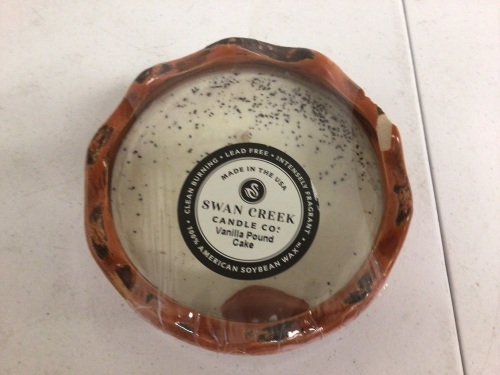 CLEAN BURNING • LEAD FREE • INTENSELY FRAGRANT •
MADE IN THE USA
S
SWAN CREEK
CANDLE CO.
Vanilla Pound
Cake
100% AMERICAN SOYBEAN WAX™